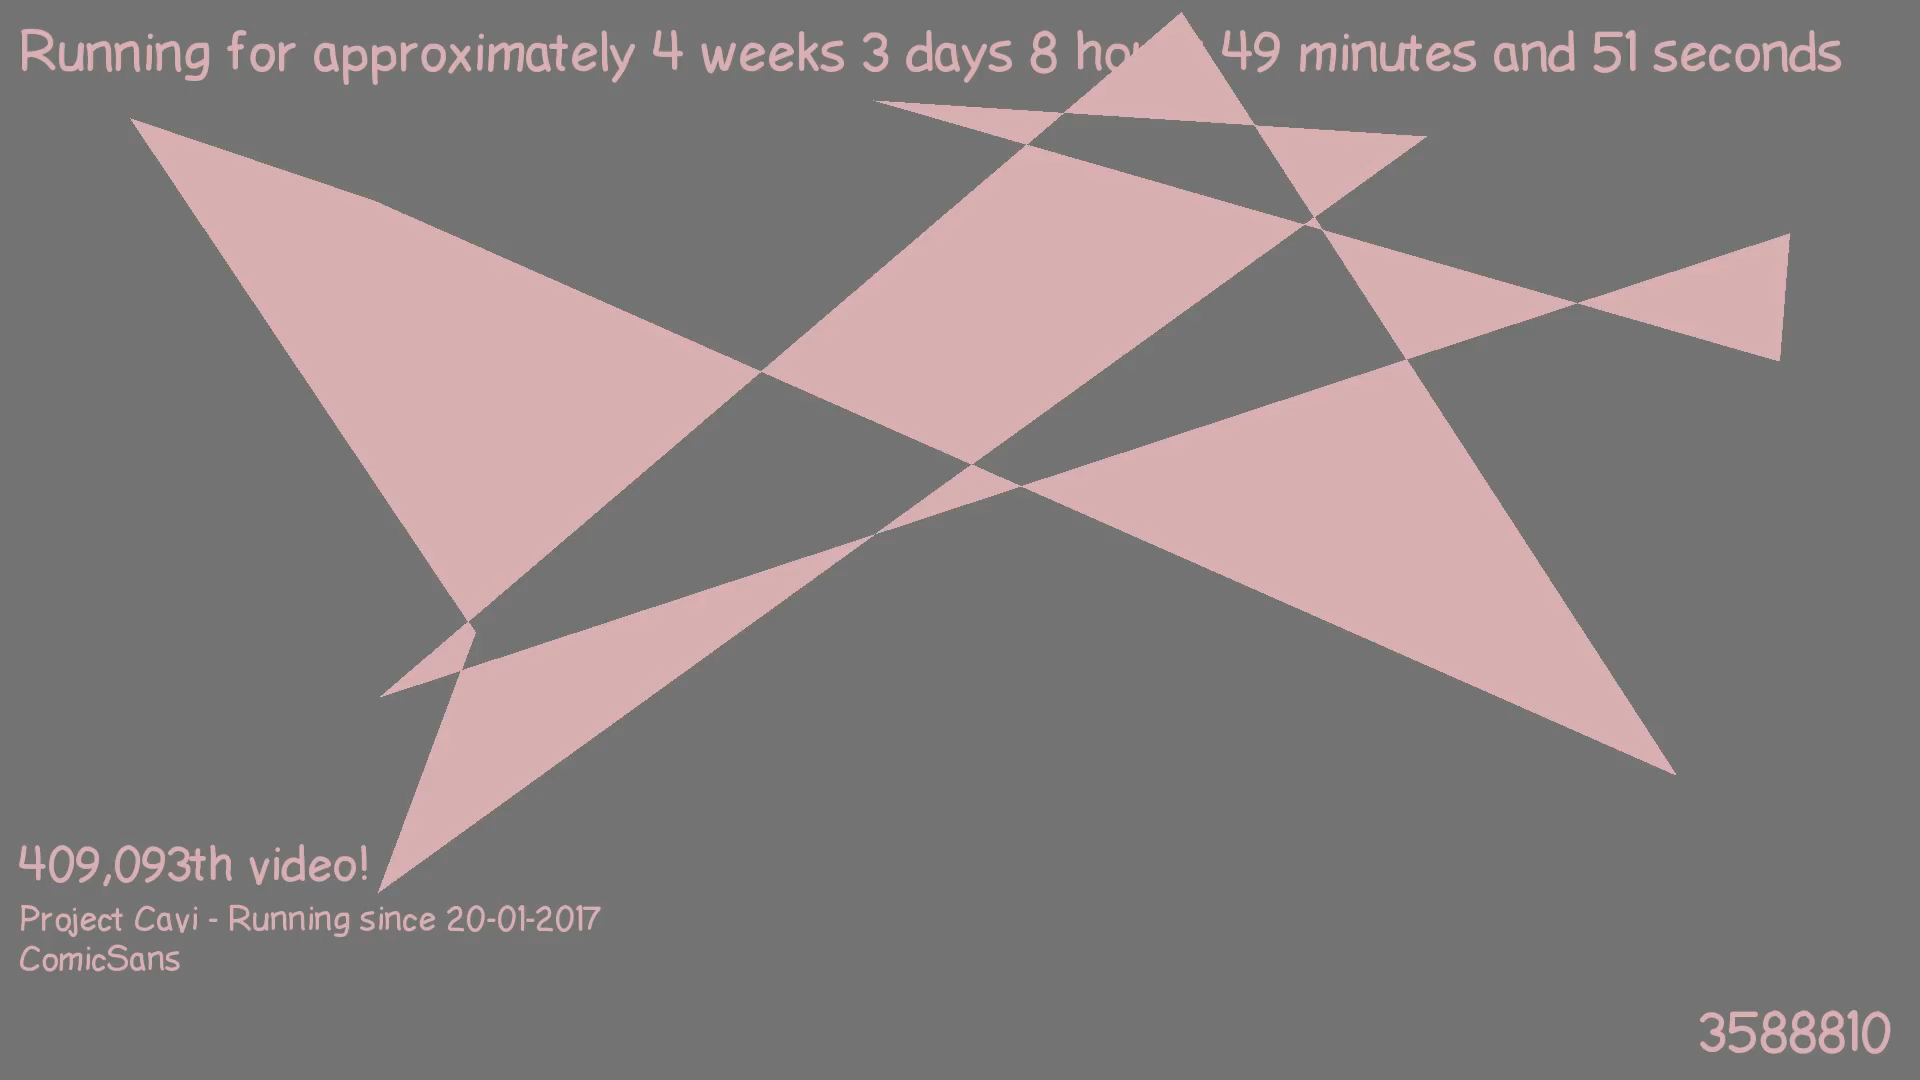 Running for approximately 4 weeks 3 days 8 49 minutes and 51 seconds
409,093th video!
Project Cavi - Running since 20-01-2017
ComicSans
3588810